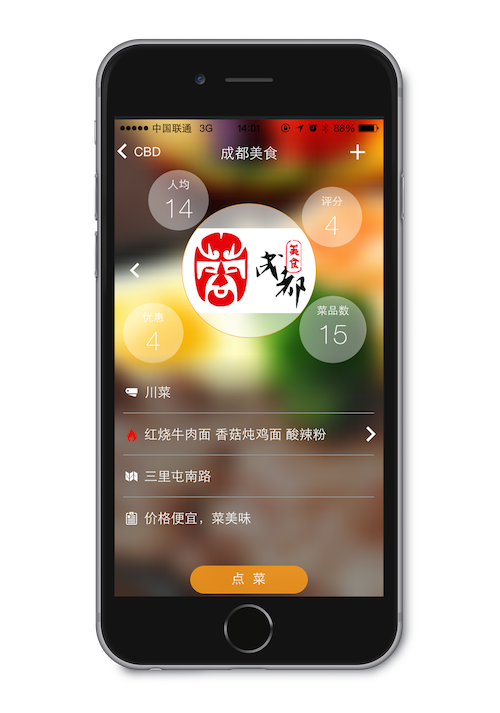 中国联通 3G 14:01 88%
CBD 成都美食 +
人均
14
评分
4
美食
成都
优惠
4
菜品数
15
川菜
红烧牛肉面 香菇炖鸡面 酸辣粉
三里屯南路
价格便宜，菜美味
点 菜